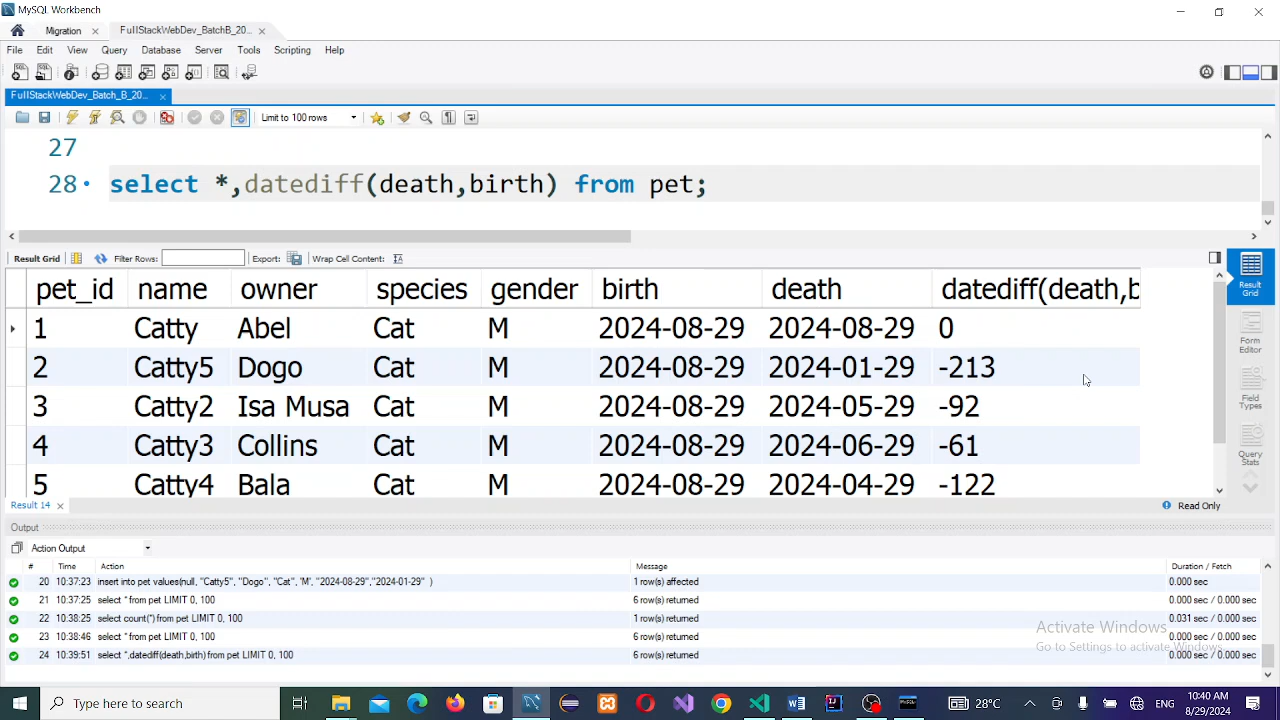 MySQL Workbench
Migration × FullStackWebDev_BatchB_20... ×
File Edit View Query Database Server Tools Scripting Help
FullStackWebDev_Batch_B_20... ×
Limit to 100 rows
27
28 select *,datediff(death,birth) from pet;
Result Grid Filter Rows: Export: Wrap Cell Content:
pet_id name owner species gender birth death datediff(death,b
1 Catty Abel Cat M 2024-08-29 2024-08-29 0
2 Catty5 Dogo Cat M 2024-08-29 2024-01-29 -213
3 Catty2 Isa Musa Cat M 2024-08-29 2024-05-29 -92
4 Catty3 Collins Cat M 2024-08-29 2024-06-29 -61
5 Catty4 Bala Cat M 2024-08-29 2024-04-29 -122
Result Grid
Form Editor
Field Types
Query Stats
Result 14 × Read Only
Output
Action Output
# Time Action Message Duration / Fetch
20 10:37:23 insert into pet values(null, "Catty5", "Dogo", "Cat", 'M', "2024-08-29","2024-01-29" ) 1 row(s) affected 0.000 sec
21 10:37:25 select * from pet LIMIT 0, 100 6 row(s) returned 0.000 sec / 0.000 sec
22 10:38:25 select count(*) from pet LIMIT 0, 100 1 row(s) returned 0.031 sec / 0.000 sec
23 10:38:46 select * from pet LIMIT 0, 100 6 row(s) returned 0.000 sec / 0.000 sec
24 10:39:51 select *,datediff(death,birth) from pet LIMIT 0, 100 6 row(s) returned 0.000 sec / 0.000 sec
Activate Windows
Go to Settings to activate Windows.
Type here to search 28°C ENG 10:40 AM
8/29/2024